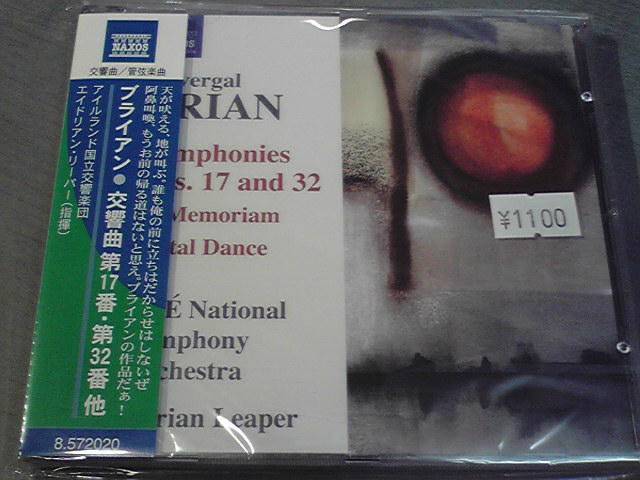 NAXOS
交響曲／管弦楽曲
天が吠える、地が叫ぶ、誰も俺の前に立ちはだからせはしないぜ
阿鼻叫喚、もうお前の帰る道はないと思え。ブライアンの作品だぁ!
ブライアン●交響曲 第17番・第32番 他
アイルランド国立交響楽団
エイドリアン・リーパー(指揮)
8.572020
vergal
RIAN
mphonies
s. 17 and 32
Memoriam
tal Dance
É National
mphony
chestra
rian Leaper
¥1100